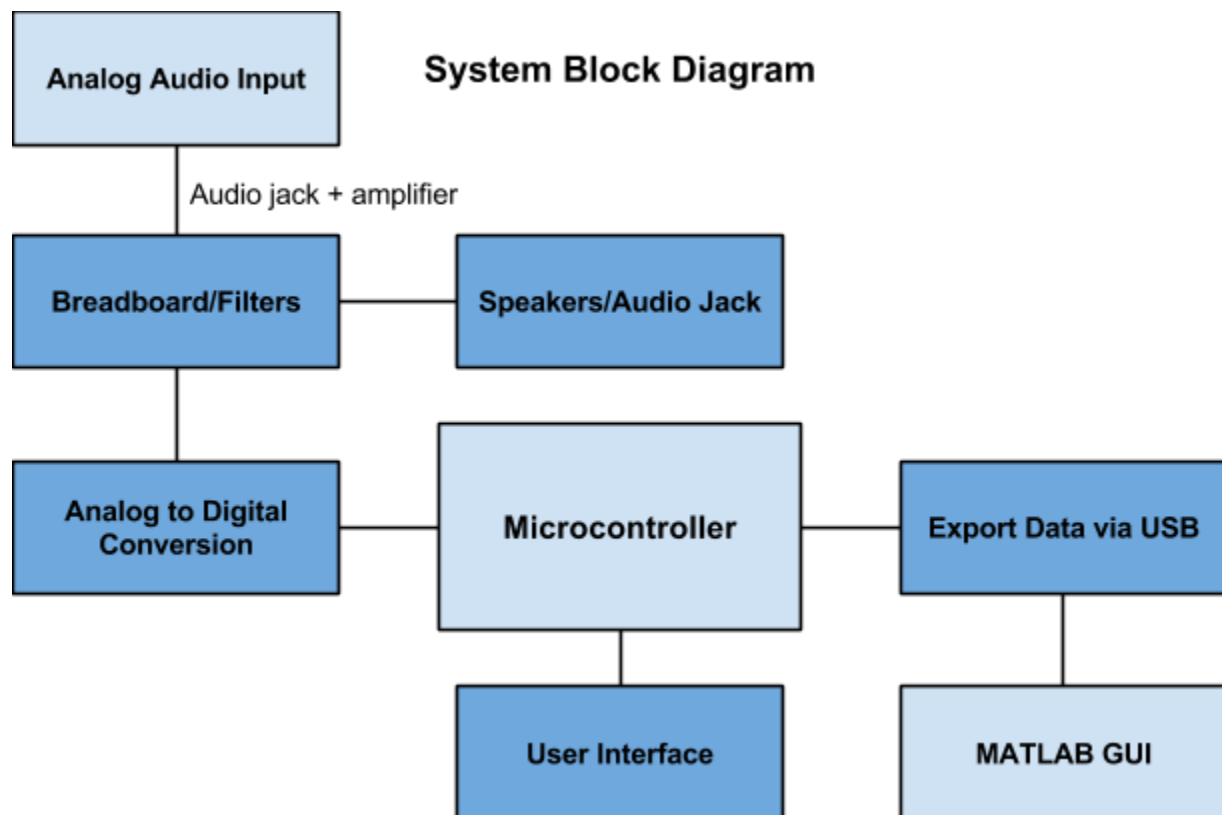 Analog Audio Input
System Block Diagram
Audio jack + amplifier
Breadboard/Filters
Speakers/Audio Jack
Analog to Digital
Conversion
Microcontroller
Export Data via USB
User Interface
MATLAB GUI